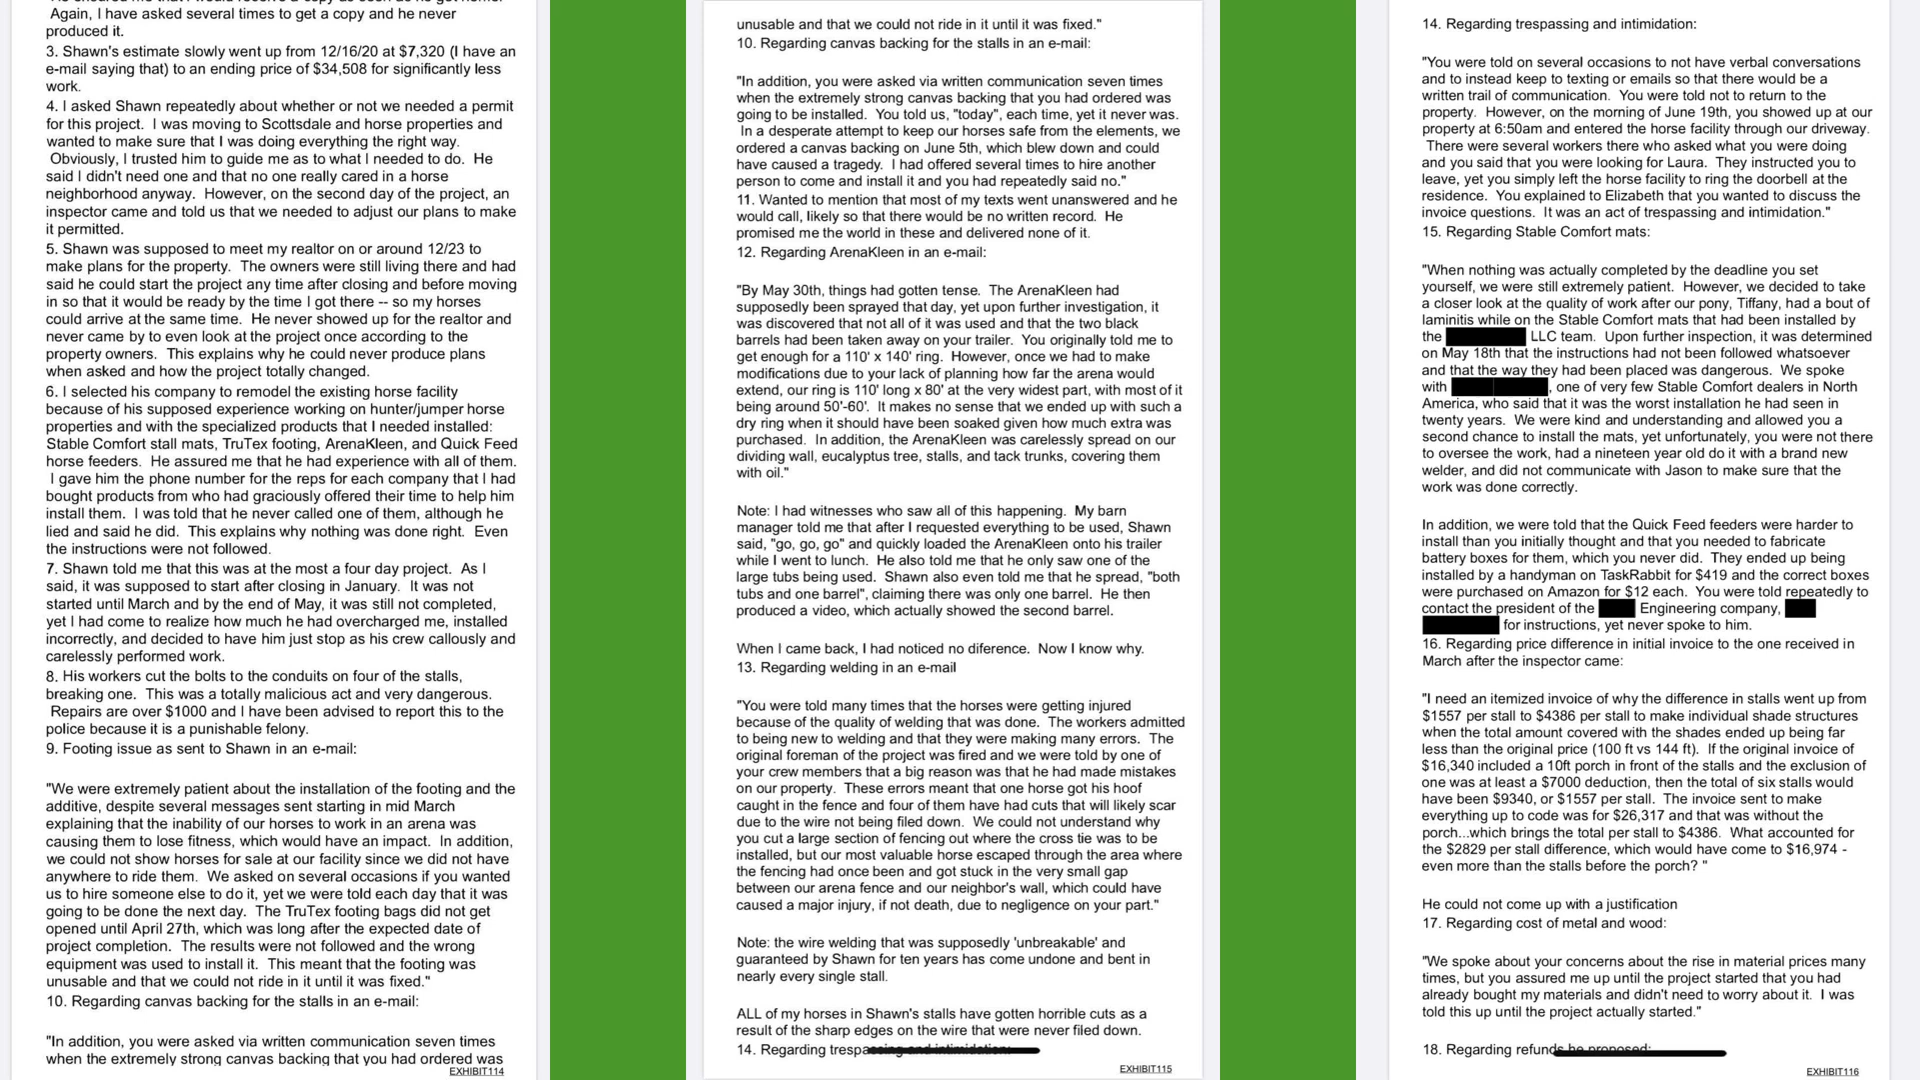 Again, I have asked several times to get a copy and he never
produced it.
3. Shawn's estimate slowly went up from 12/16/20 at $7,320 (I have an
e-mail saying that) to an ending price of $34,508 for significantly less
work.
4. I asked Shawn repeatedly about whether or not we needed a permit
for this project.  I was moving to Scottsdale and horse properties and
wanted to make sure that I was doing everything the right way.
Obviously, I trusted him to guide me as to what I needed to do.  He
said I didn't need one and that no one really cared in a horse
neighborhood anyway.  However, on the second day of the project, an
inspector came and told us that we needed to adjust our plans to make
it permitted.
5. Shawn was supposed to meet my realtor on or around 12/23 to
make plans for the property.  The owners were still living there and had
said he could start the project any time after closing and before moving
in so that it would be ready by the time I got there -- so my horses
could arrive at the same time.  He never showed up for the realtor and
never came by to even look at the project once according to the
property owners.  This explains why he could never produce plans
when asked and how the project totally changed.
6. I selected his company to remodel the existing horse facility
because of his supposed experience working on hunter/jumper horse
properties and with the specialized products that I needed installed:
Stable Comfort stall mats, TruTex footing, ArenaKleen, and Quick Feed
horse feeders.  He assured me that he had experience with all of them.
I gave him the phone number for the reps for each company that I had
bought products from who had graciously offered their time to help him
install them.  I was told that he never called one of them, although he
lied and said he did.  This explains why nothing was done right.  Even
the instructions were not followed.
7. Shawn told me that this was at the most a four day project.  As I
said, it was supposed to start after closing in January.  It was not
started until March and by the end of May, it was still not completed,
yet I had come to realize how much he had overcharged me, installed
incorrectly, and decided to have him just stop as his crew callously and
carelessly performed work.
8. His workers cut the bolts to the conduits on four of the stalls,
breaking one.  This was a totally malicious act and very dangerous.
Repairs are over $1000 and I have been advised to report this to the
police because it is a punishable felony.
9. Footing issue as sent to Shawn in an e-mail:
"We were extremely patient about the installation of the footing and the
additive, despite several messages sent starting in mid March
explaining that the inability of our horses to work in an arena was
causing them to lose fitness, which would have an impact.  In addition,
we could not show horses for sale at our facility since we did not have
anywhere to ride them.  We asked on several occasions if you wanted
us to hire someone else to do it, yet we were told each day that it was
going to be done the next day.  The TruTex footing bags did not get
opened until April 27th, which was long after the expected date of
project completion.  The results were not followed and the wrong
equipment was used to install it.  This meant that the footing was
unusable and that we could not ride in it until it was fixed."
10. Regarding canvas backing for the stalls in an e-mail:
"In addition, you were asked via written communication seven times
when the extremely strong canvas backing that you had ordered was
EXHIBIT114
unusable and that we could not ride in it until it was fixed."
10. Regarding canvas backing for the stalls in an e-mail:
"In addition, you were asked via written communication seven times
when the extremely strong canvas backing that you had ordered was
going to be installed.  You told us, "today", each time, yet it never was.
In a desperate attempt to keep our horses safe from the elements, we
ordered a canvas backing on June 5th, which blew down and could
have caused a tragedy.  I had offered several times to hire another
person to come and install it and you had repeatedly said no."
11. Wanted to mention that most of my texts went unanswered and he
would call, likely so that there would be no written record.  He
promised me the world in these and delivered none of it.
12. Regarding ArenaKleen in an e-mail:
"By May 30th, things had gotten tense.  The ArenaKleen had
supposedly been sprayed that day, yet upon further investigation, it
was discovered that not all of it was used and that the two black
barrels had been taken away on your trailer.  You originally told me to
get enough for a 110' x 140' ring.  However, once we had to make
modifications due to your lack of planning how far the arena would
extend, our ring is 110' long x 80' at the very widest part, with most of it
being around 50'-60'.  It makes no sense that we ended up with such a
dry ring when it should have been soaked given how much extra was
purchased.  In addition, the ArenaKleen was carelessly spread on our
dividing wall, eucalyptus tree, stalls, and tack trunks, covering them
with oil."
Note: I had witnesses who saw all of this happening.  My barn
manager told me that after I requested everything to be used, Shawn
said, "go, go, go" and quickly loaded the ArenaKleen onto his trailer
while I went to lunch.  He also told me that he only saw one of the
large tubs being used.  Shawn also even told me that he spread, "both
tubs and one barrel", claiming there was only one barrel.  He then
produced a video, which actually showed the second barrel.
When I came back, I had noticed no diference.  Now I know why.
13. Regarding welding in an e-mail
"You were told many times that the horses were getting injured
because of the quality of welding that was done.  The workers admitted
to being new to welding and that they were making many errors.  The
original foreman of the project was fired and we were told by one of
your crew members that a big reason was that he had made mistakes
on our property.  These errors meant that one horse got his hoof
caught in the fence and four of them have had cuts that will likely scar
due to the wire not being filed down.  We could not understand why
you cut a large section of fencing out where the cross tie was to be
installed, but our most valuable horse escaped through the area where
the fencing had once been and got stuck in the very small gap
between our arena fence and our neighbor's wall, which could have
caused a major injury, if not death, due to negligence on your part."
Note: the wire welding that was supposedly 'unbreakable' and
guaranteed by Shawn for ten years has come undone and bent in
nearly every single stall.
ALL of my horses in Shawn's stalls have gotten horrible cuts as a
result of the sharp edges on the wire that were never filed down.
14. Regarding trespassing and intimidation:
EXHIBIT115
14. Regarding trespassing and intimidation:
"You were told on several occasions to not have verbal conversations
and to instead keep to texting or emails so that there would be a
written trail of communication.  You were told not to return to the
property.  However, on the morning of June 19th, you showed up at our
property at 6:50am and entered the horse facility through our driveway.
There were several workers there who asked what you were doing
and you said that you were looking for Laura.  They instructed you to
leave, yet you simply left the horse facility to ring the doorbell at the
residence.  You explained to Elizabeth that you wanted to discuss the
invoice questions.  It was an act of trespassing and intimidation."
15. Regarding Stable Comfort mats:
"When nothing was actually completed by the deadline you set
yourself, we were still extremely patient.  However, we decided to take
a closer look at the quality of work after our pony, Tiffany, had a bout of
laminitis while on the Stable Comfort mats that had been installed by
the LLC team.  Upon further inspection, it was determined
on May 18th that the instructions had not been followed whatsoever
and that the way they had been placed was dangerous.  We spoke
with , one of very few Stable Comfort dealers in North
America, who said that it was the worst installation he had seen in
twenty years.  We were kind and understanding and allowed you a
second chance to install the mats, yet unfortunately, you were not there
to oversee the work, had a nineteen year old do it with a brand new
welder, and did not communicate with Jason to make sure that the
work was done correctly.
In addition, we were told that the Quick Feed feeders were harder to
install than you initially thought and that you needed to fabricate
battery boxes for them, which you never did.  They ended up being
installed by a handyman on TaskRabbit for $419 and the correct boxes
were purchased on Amazon for $12 each.  You were told repeatedly to
contact the president of the Engineering company,
for instructions, yet never spoke to him.
16. Regarding price difference in initial invoice to the one received in
March after the inspector came:
"I need an itemized invoice of why the difference in stalls went up from
$1557 per stall to $4386 per stall to make individual shade structures
when the total amount covered with the shades ended up being far
less than the original price (100 ft vs 144 ft).  If the original invoice of
$16,340 included a 10ft porch in front of the stalls and the exclusion of
one was at least a $7000 deduction, then the total of six stalls would
have been $9340, or $1557 per stall.  The invoice sent to make
everything up to code was for $26,317 and that was without the
porch...which brings the total per stall to $4386.  What accounted for
the $2829 per stall difference, which would have come to $16,974 -
even more than the stalls before the porch? "
He could not come up with a justification
17. Regarding cost of metal and wood:
"We spoke about your concerns about the rise in material prices many
times, but you assured me up until the project started that you had
already bought my materials and didn't need to worry about it.  I was
told this up until the project actually started."
18. Regarding refunds he proposed:
EXHIBIT116